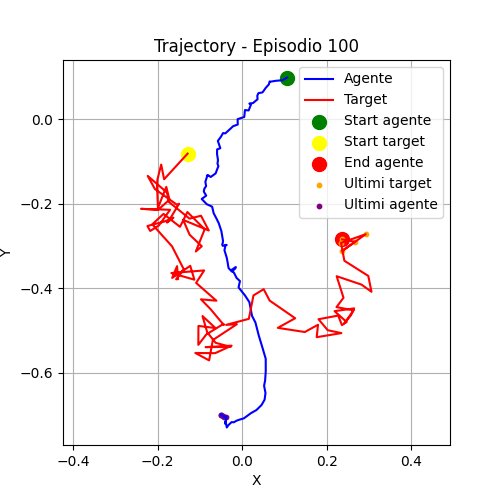 Trajectory - Episodio 100
Agente
Target
Start agente
Start target
End agente
Ultimi target
Ultimi agente
0.0
−0.2
−0.4
−0.6
Y
−0.4
−0.2
0.0
0.2
0.4
X